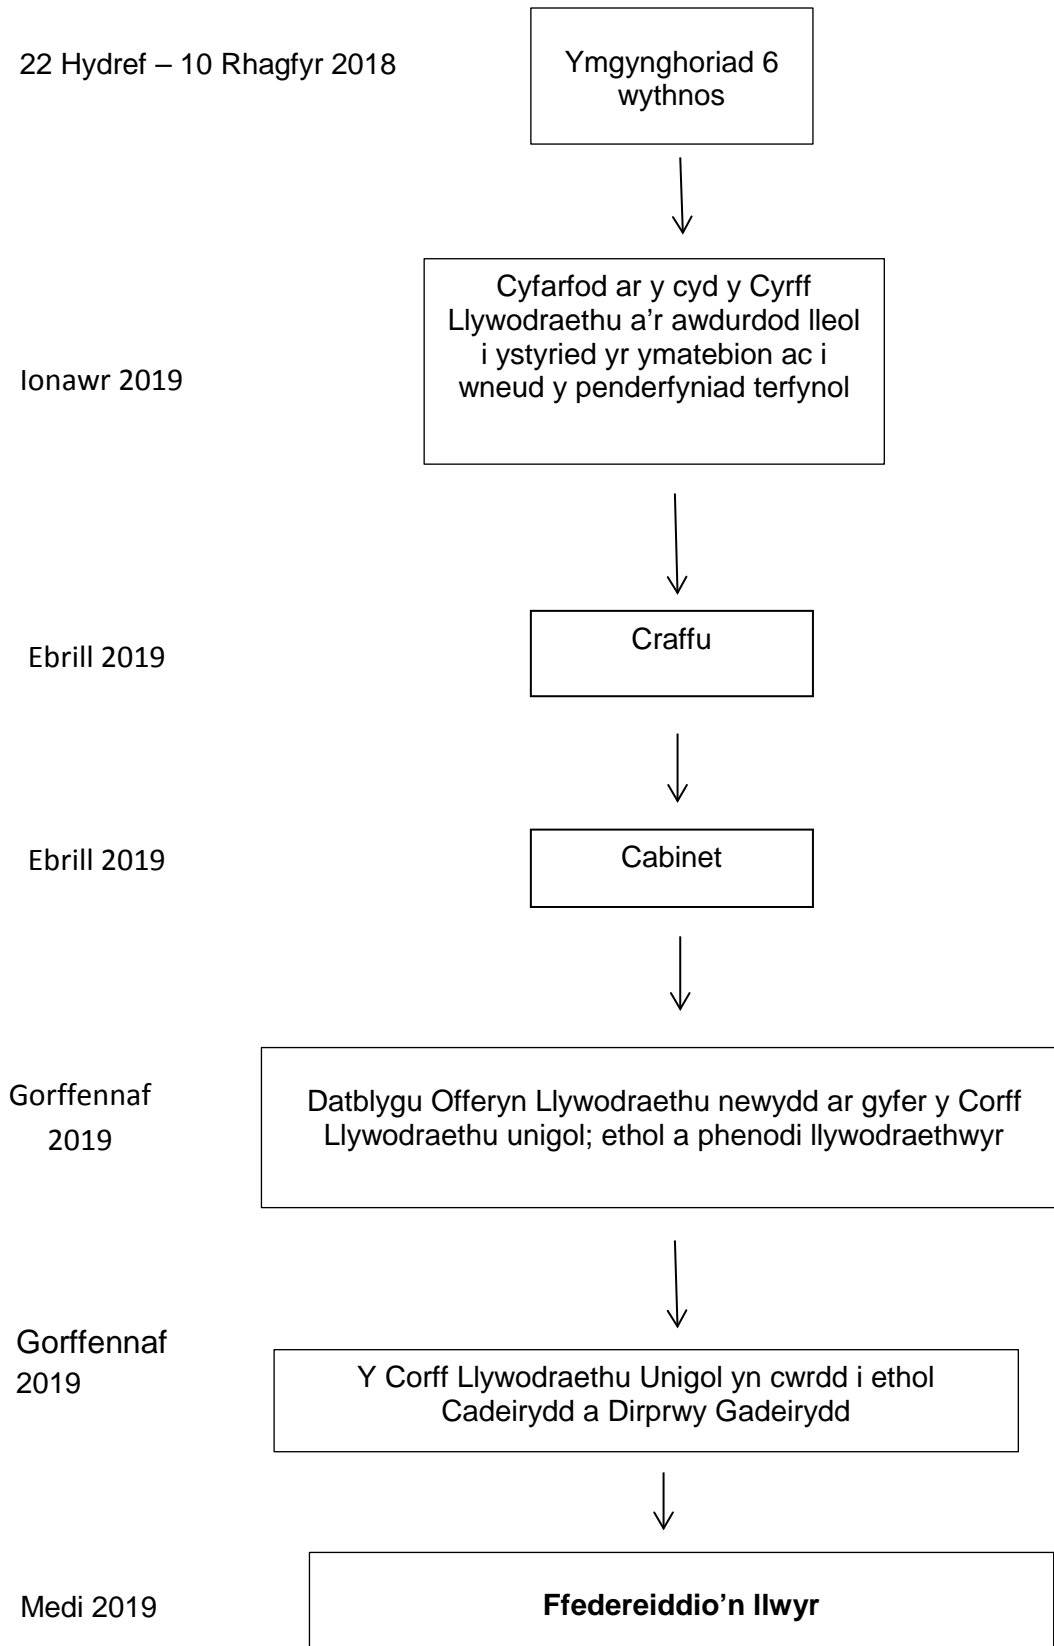 22 Hydref – 10 Rhagfyr 2018
Ymgynghoriad 6
wythnos
Ionawr 2019
Cyfarfod ar y cyd y Cyrff
Llywodraethu a'r awdurdod lleol
i ystyried yr ymatebion ac i
wneud y penderfyniad terfynol
Ebrill 2019
Craffu
Ebrill 2019
Cabinet
Gorffennaf
2019
Datblygu Offeryn Llywodraethu newydd ar gyfer y Corff
Llywodraethu unigol; ethol a phenodi llywodraethwyr
Gorffennaf
2019
Y Corff Llywodraethu Unigol yn cwrdd i ethol
Cadeirydd a Dirprwy Gadeirydd
Medi 2019
Ffedereiddio'n llwyr